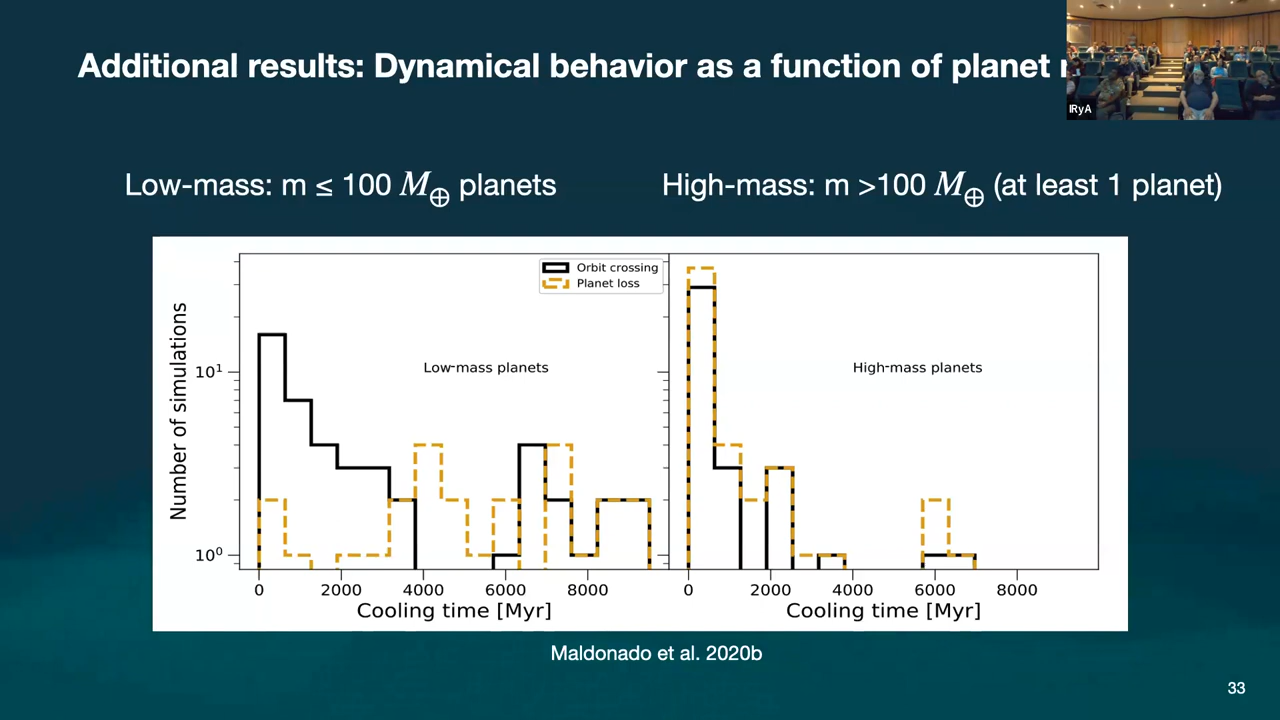 Additional results: Dynamical behavior as a function of planet
IRyA
Low-mass: m ≤ 100 M⊕ planets
High-mass: m >100 M⊕ (at least 1 planet)
Orbit crossing
Planet loss
Low-mass planets
High-mass planets
Number of simulations
10¹
10⁰
0 2000 4000 6000 8000
0 2000 4000 6000 8000
Cooling time [Myr]
Cooling time [Myr]
Maldonado et al. 2020b
33